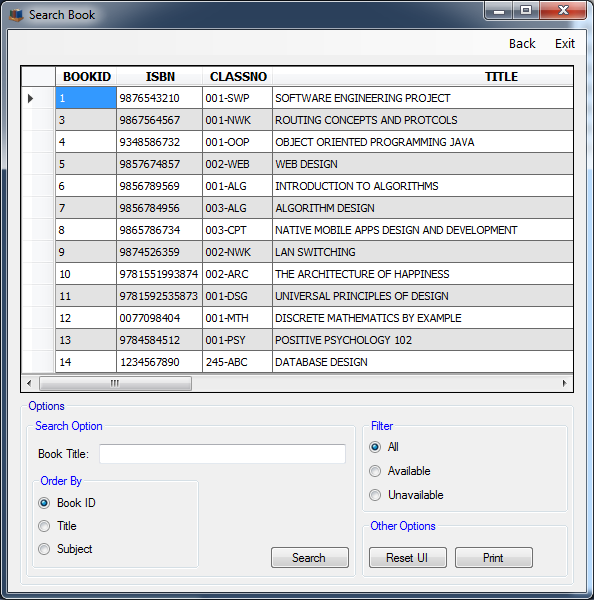 Search Book
Back Exit
BOOKID ISBN CLASSNO TITLE
1 9876543210 001-SWP SOFTWARE ENGINEERING PROJECT
3 9867564567 001-NWK ROUTING CONCEPTS AND PROTCOLS
4 9348586732 001-OOP OBJECT ORIENTED PROGRAMMING JAVA
5 9857674857 002-WEB WEB DESIGN
6 9856789569 001-ALG INTRODUCTION TO ALGORITHMS
7 9856784956 003-ALG ALGORITHM DESIGN
8 9865786734 003-CPT NATIVE MOBILE APPS DESIGN AND DEVELOPMENT
9 9874526359 002-NWK LAN SWITCHING
10 9781551993874 002-ARC THE ARCHITECTURE OF HAPPINESS
11 9781592535873 001-DSG UNIVERSAL PRINCIPLES OF DESIGN
12 0077098404 001-MTH DISCRETE MATHEMATICS BY EXAMPLE
13 9784584512 001-PSY POSITIVE PSYCHOLOGY 102
14 1234567890 245-ABC DATABASE DESIGN
Options
Search Option
Book Title:
Order By
Book ID
Title
Subject
Search
Filter
All
Available
Unavailable
Other Options
Reset UI Print